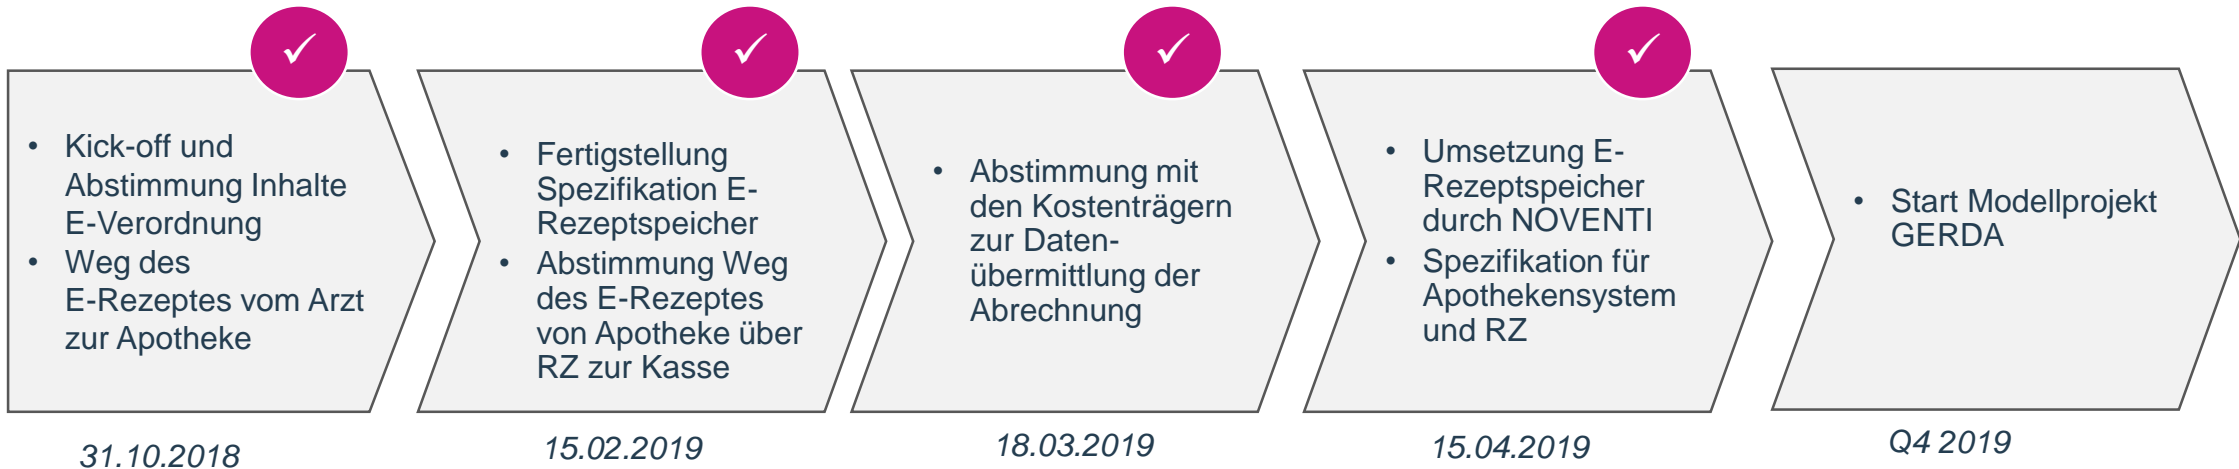 • Kick-off und
Abstimmung Inhalte
E-Verordnung
• Weg des
E-Rezeptes vom Arzt
zur Apotheke
31.10.2018
• Fertigstellung
Spezifikation E-
Rezeptspeicher
• Abstimmung Weg
des E-Rezeptes
von Apotheke über
RZ zur Kasse
15.02.2019
• Abstimmung mit
den Kostenträgern
zur Daten-
übermittlung der
Abrechnung
18.03.2019
• Umsetzung E-
Rezeptspeicher
durch NOVENTI
• Spezifikation für
Apothekensystem
und RZ
15.04.2019
• Start Modellprojekt
GERDA
Q4 2019